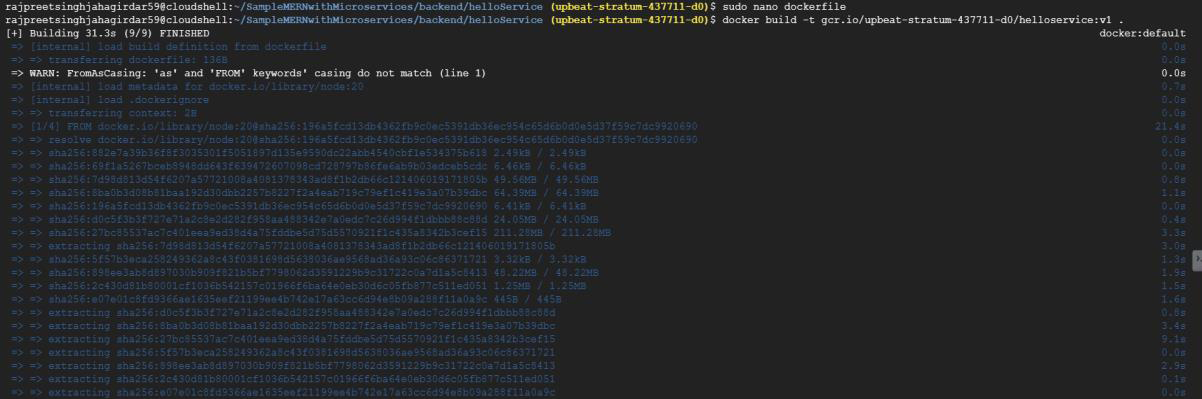 rajpreetsinghjahagirdar59@cloudshell:~/SampleMERNwithMicroservices/backend/helloService (upbeat-stratum-437711-d0)$ sudo nano dockerfile
rajpreetsinghjahagirdar59@cloudshell:~/SampleMERNwithMicroservices/backend/helloService (upbeat-stratum-437711-d0)$ docker build -t gcr.io/upbeat-stratum-437711-d0/helloservice:v1 .
[+] Building 31.3s (9/9) FINISHED docker:default
=> [internal] load build definition from dockerfile 0.0s
=> => transferring dockerfile: 136B 0.0s
=> WARN: FromAsCasing: 'as' and 'FROM' keywords' casing do not match (line 1) 0.0s
=> [internal] load metadata for docker.io/library/node:20 0.7s
=> [internal] load .dockerignore 0.0s
=> => transferring context: 2B 0.0s
=> [1/4] FROM docker.io/library/node:20@sha256:196a5fcd13db4362fb9c0ec5391db36ec954c65d6b0d0e5d37f59c7dc9920690 21.4s
=> => resolve docker.io/library/node:20@sha256:196a5fcd13db4362fb9c0ec5391db36ec954c65d6b0d0e5d37f59c7dc9920690 0.0s
=> => sha256:882e7a39b36f8f3035301f5051897d135e9590dc22abb4540cbf1e534375b618 2.49kB / 2.49kB 0.0s
=> => sha256:69f1a5267bceb8948dd643f639472607098cd728797b86fe6ab9b03edceb5cdc 6.46kB / 6.46kB 0.0s
=> => sha256:7d98d813d54f6207a57721008a4081378343ad8f1b2db66c121406019171805b 49.56MB / 49.56MB 0.8s
=> => sha256:8ba0b3d08b81baa192d30dbb2257b8227f2a4eab719c79ef1c419e3a07b39dbc 64.39MB / 64.39MB 1.1s
=> => sha256:196a5fcd13db4362fb9c0ec5391db36ec954c65d6b0d0e5d37f59c7dc9920690 6.41kB / 6.41kB 0.0s
=> => sha256:d0c5f3b3f727e71a2c8e2d282f958aa488342e7a0edc7c26d994f1dbbb88c88d 24.05MB / 24.05MB 0.4s
=> => sha256:27bc85537ac7c401eea9ed38d4a75fddbe5d75d5570921f1c435a8342b3cef15 211.28MB / 211.28MB 3.3s
=> => extracting sha256:7d98d813d54f6207a57721008a4081378343ad8f1b2db66c121406019171805b 3.0s
=> => sha256:5f57b3eca258249362a8c43f0381698d5638036ae9568ad36a93c06c86371721 3.32kB / 3.32kB 1.3s
=> => sha256:898ee3ab8d897030b909f821b5bf7798062d3591229b9c31722c0a7d1a5c8413 48.22MB / 48.22MB 1.9s
=> => sha256:2c430d81b80001cf1036b542157c01966f6ba64e0eb30d6c05fb877c511ed051 1.25MB / 1.25MB 1.5s
=> => sha256:e07e01c8fd9366ae1635eef21199ee4b742e17a63cc6d94e8b09a288f11a0a9c 445B / 445B 1.6s
=> => extracting sha256:d0c5f3b3f727e71a2c8e2d282f958aa488342e7a0edc7c26d994f1dbbb88c88d 0.8s
=> => extracting sha256:8ba0b3d08b81baa192d30dbb2257b8227f2a4eab719c79ef1c419e3a07b39dbc 3.4s
=> => extracting sha256:27bc85537ac7c401eea9ed38d4a75fddbe5d75d5570921f1c435a8342b3cef15 9.1s
=> => extracting sha256:5f57b3eca258249362a8c43f0381698d5638036ae9568ad36a93c06c86371721 0.0s
=> => extracting sha256:898ee3ab8d897030b909f821b5bf7798062d3591229b9c31722c0a7d1a5c8413 2.9s
=> => extracting sha256:2c430d81b80001cf1036b542157c01966f6ba64e0eb30d6c05fb877c511ed051 0.1s
=> => extracting sha256:e07e01c8fd9366ae1635eef21199ee4b742e17a63cc6d94e8b09a288f11a0a9c 0.0s